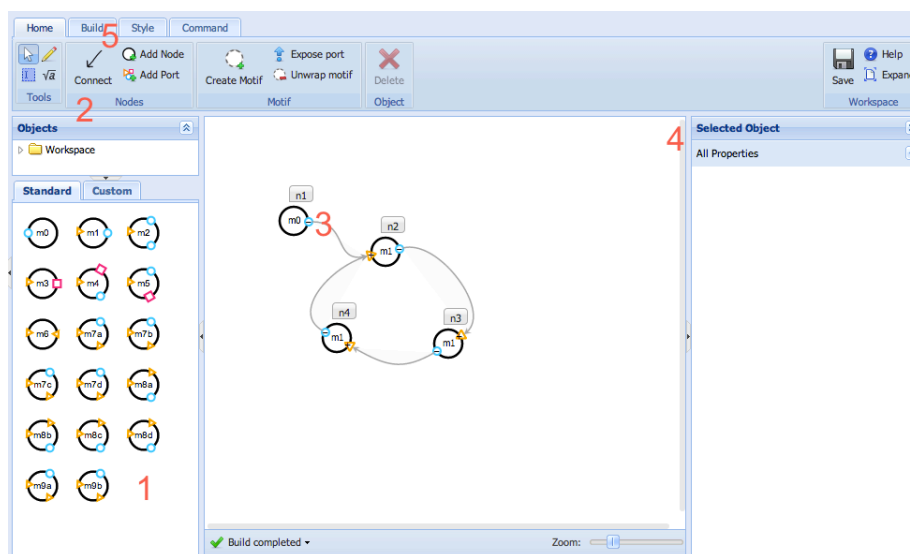 Home Build Style Command
5
Add Node
Add Port
Connect
√a
Tools
Nodes
Create Motif
Expose port
Unwrap motif
Motif
Delete
Object
Save
Help
Expand
Workspace
2
Objects
Workspace
Standard Custom
m0 m1 m2
m3 m4 m5
m6 m7a m7b
m7c m7d m8a
m8b m8c m8d
m9a m9b
1
4
n1
m0
3
n2
m1
n4
m1
n3
m1
Build completed
Zoom:
Selected Object
All Properties